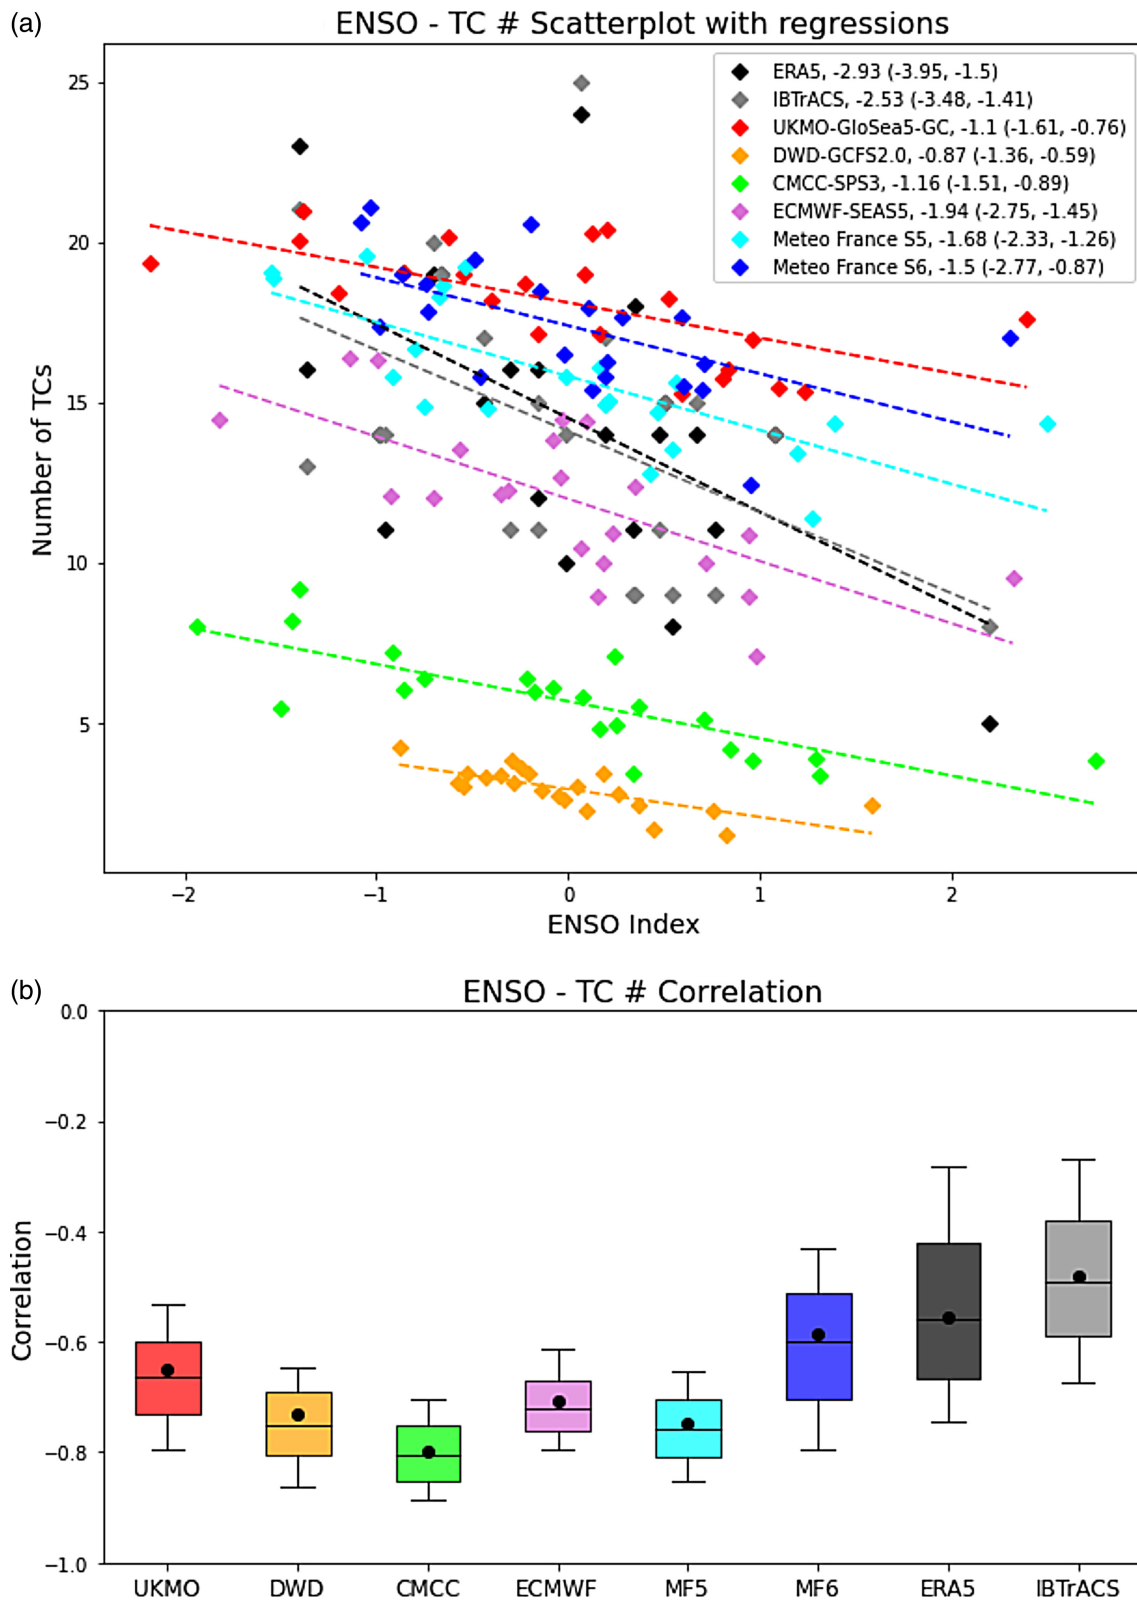 (a)
ENSO - TC # Scatterplot with regressions
ERA5, -2.93 (-3.95, -1.5)
IBTrACS, -2.53 (-3.48, -1.41)
UKMO-GloSea5-GC, -1.1 (-1.61, -0.76)
DWD-GCFS2.0, -0.87 (-1.36, -0.59)
CMCC-SPS3, -1.16 (-1.51, -0.89)
ECMWF-SEAS5, -1.94 (-2.75, -1.45)
Meteo France S5, -1.68 (-2.33, -1.26)
Meteo France S6, -1.5 (-2.77, -0.87)
Number of TCs
25
20
15
10
5
−2 −1 0 1 2
ENSO Index
(b)
ENSO - TC # Correlation
Correlation
0.0
−0.2
−0.4
−0.6
−0.8
−1.0
UKMO DWD CMCC ECMWF MF5 MF6 ERA5 IBTrACS